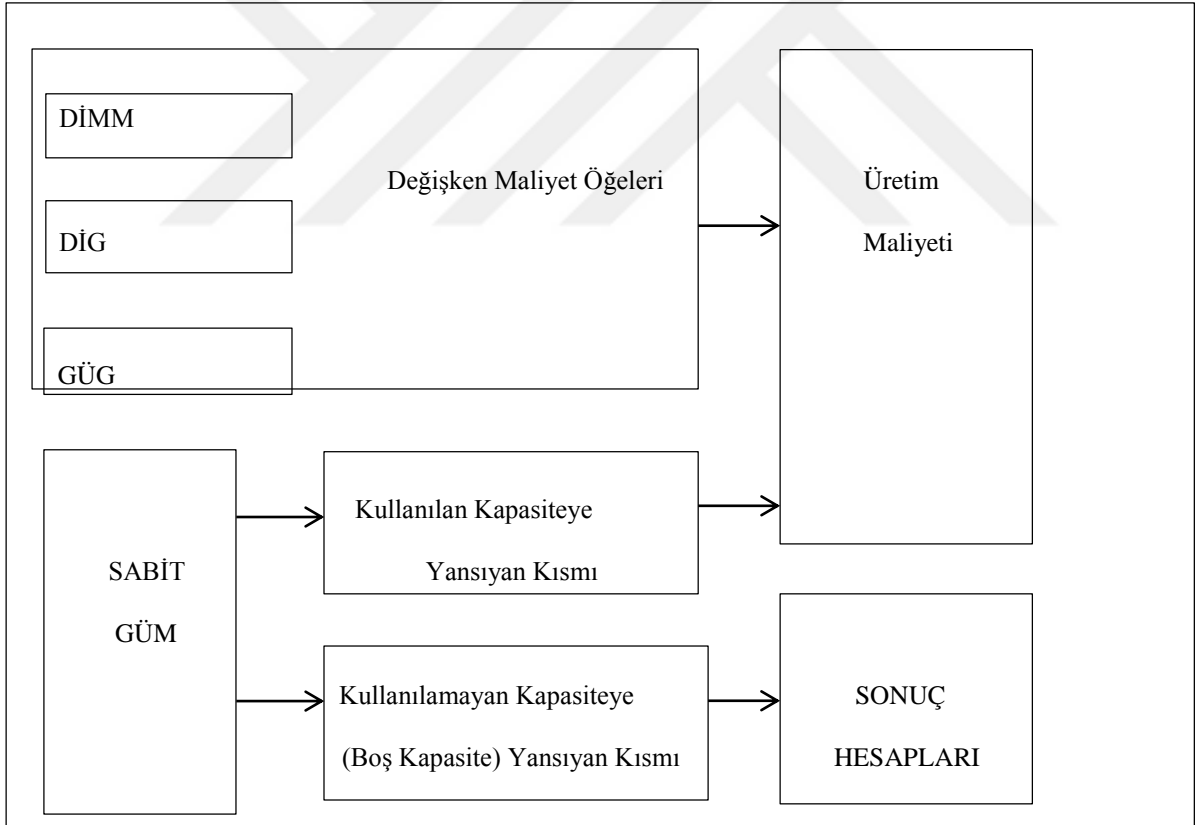 DİMM
Değişken Maliyet Öğeleri
DİG
GÜG
Üretim
Maliyeti
SABİT
GÜM
Kullanılan Kapasiteye
Yansıyan Kısmı
Kullanılamayan Kapasiteye
(Boş Kapasite) Yansıyan Kısmı
SONUÇ
HESAPLARI